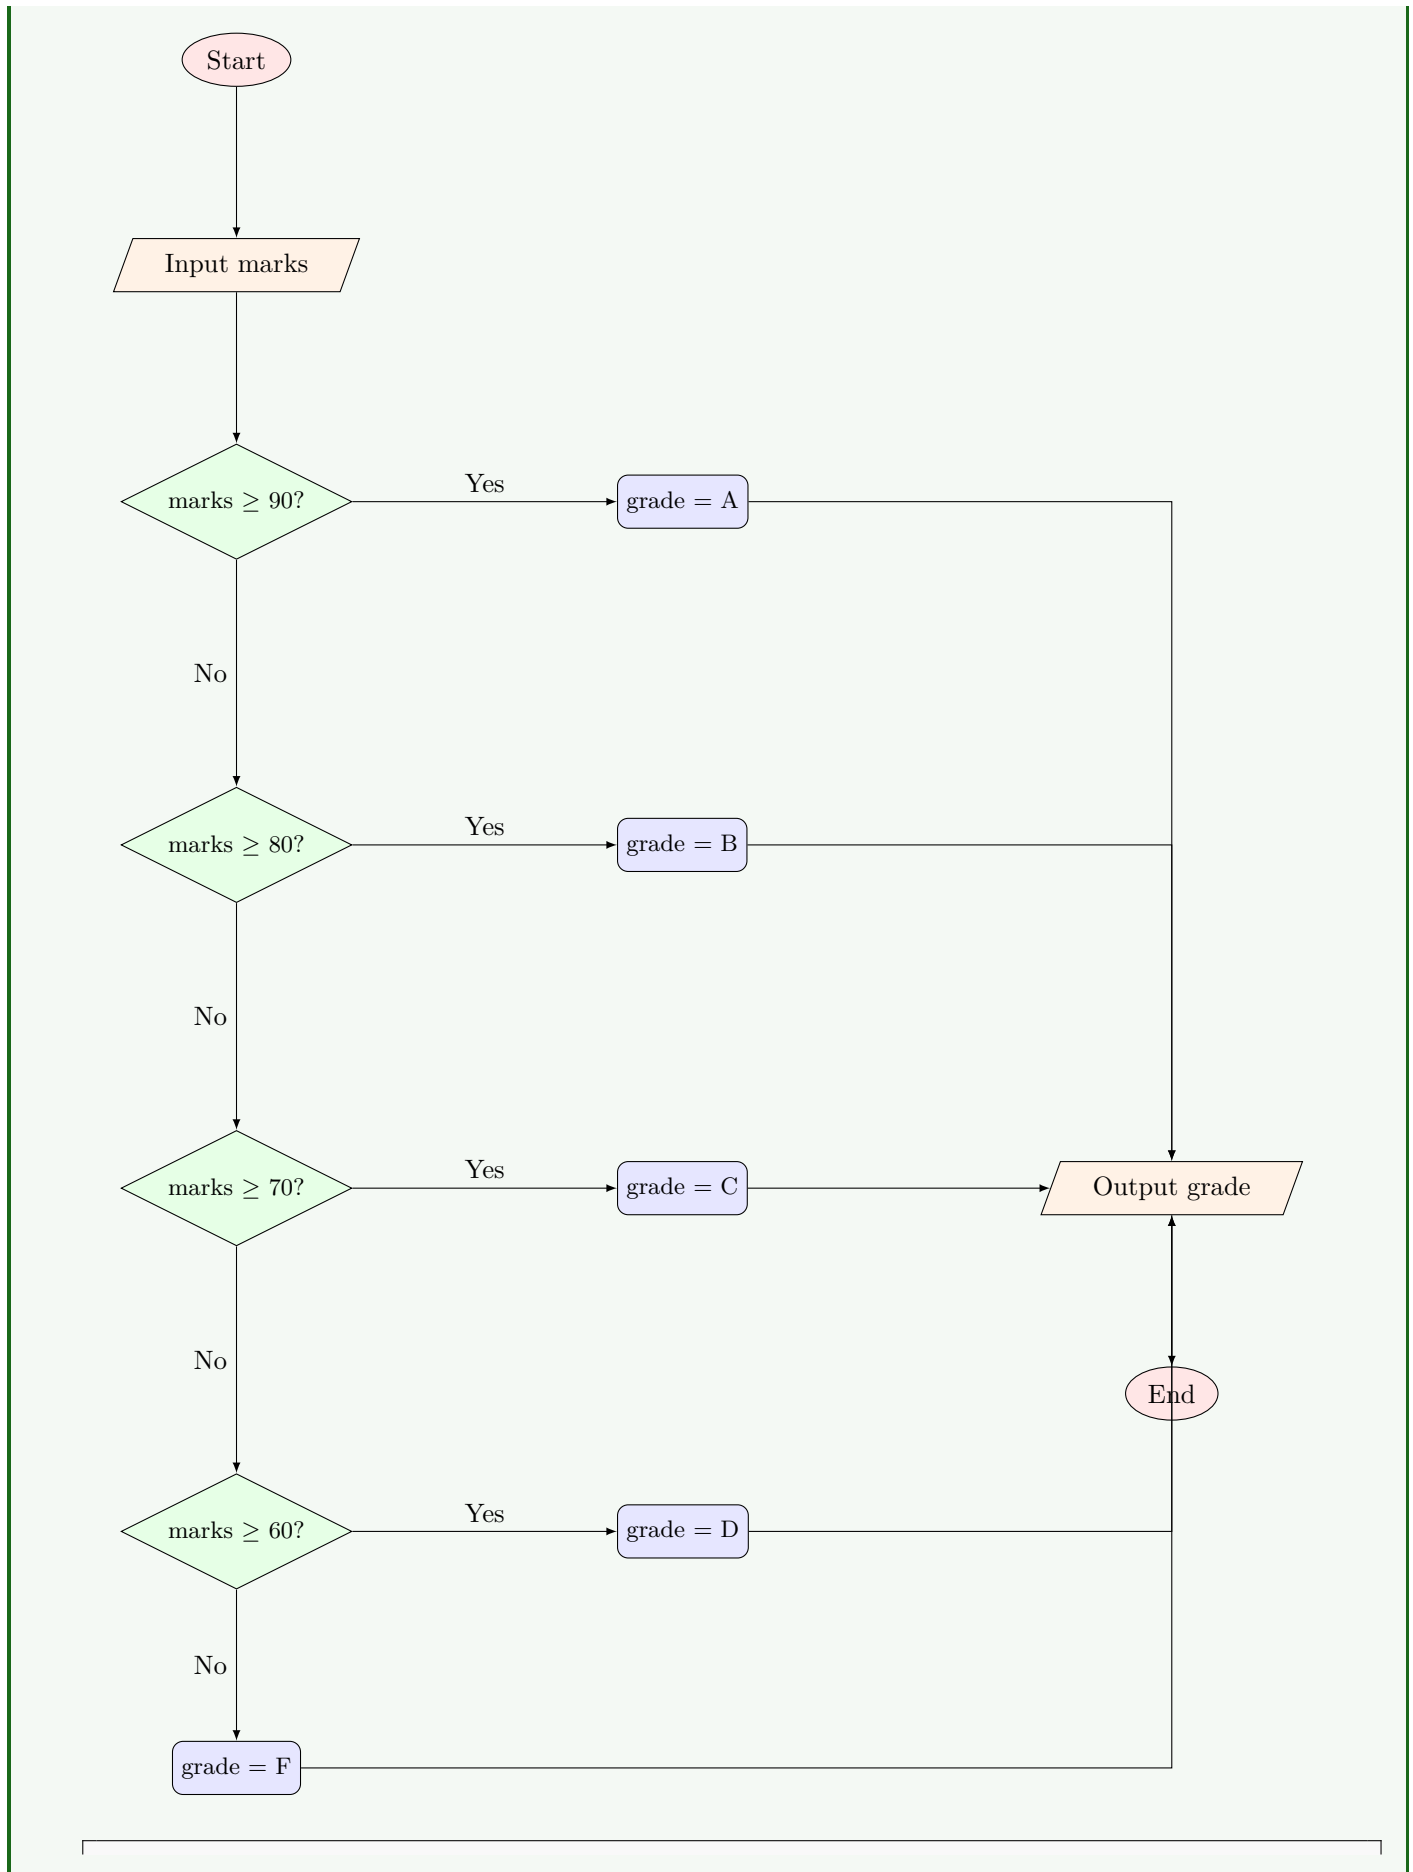 Start
Input marks
marks ≥ 90?
Yes
grade = A
No
marks ≥ 80?
Yes
grade = B
No
marks ≥ 70?
Yes
grade = C
Output grade
No
End
marks ≥ 60?
Yes
grade = D
No
grade = F